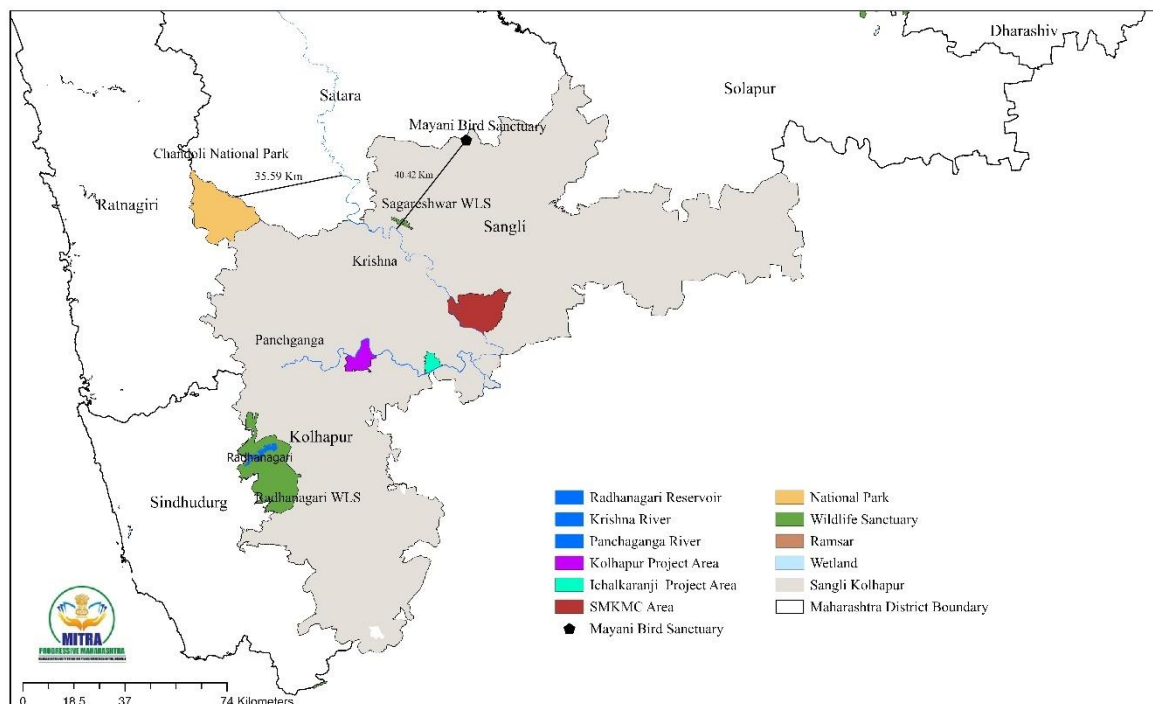 Dharashiv
Solapur
Satara
Mayani Bird Sanctuary
Chandoli National Park
35.59 Km
40.42 Km
Ratnagiri
Sagareshwar WLS
Sangli
Krishna
Panchganga
Kolhapur
Radhanagari
Radhanagari WLS
Sindhudurg
Radhanagari Reservoir
Krishna River
Panchaganga River
Kolhapur Project Area
Ichalkaranji Project Area
SMKMC Area
Mayani Bird Sanctuary
National Park
Wildlife Sanctuary
Ramsar
Wetland
Sangli Kolhapur
Maharashtra District Boundary
MITRA
PROGRESSIVE MAHARASHTRA
0 18.5 37 74 Kilometers